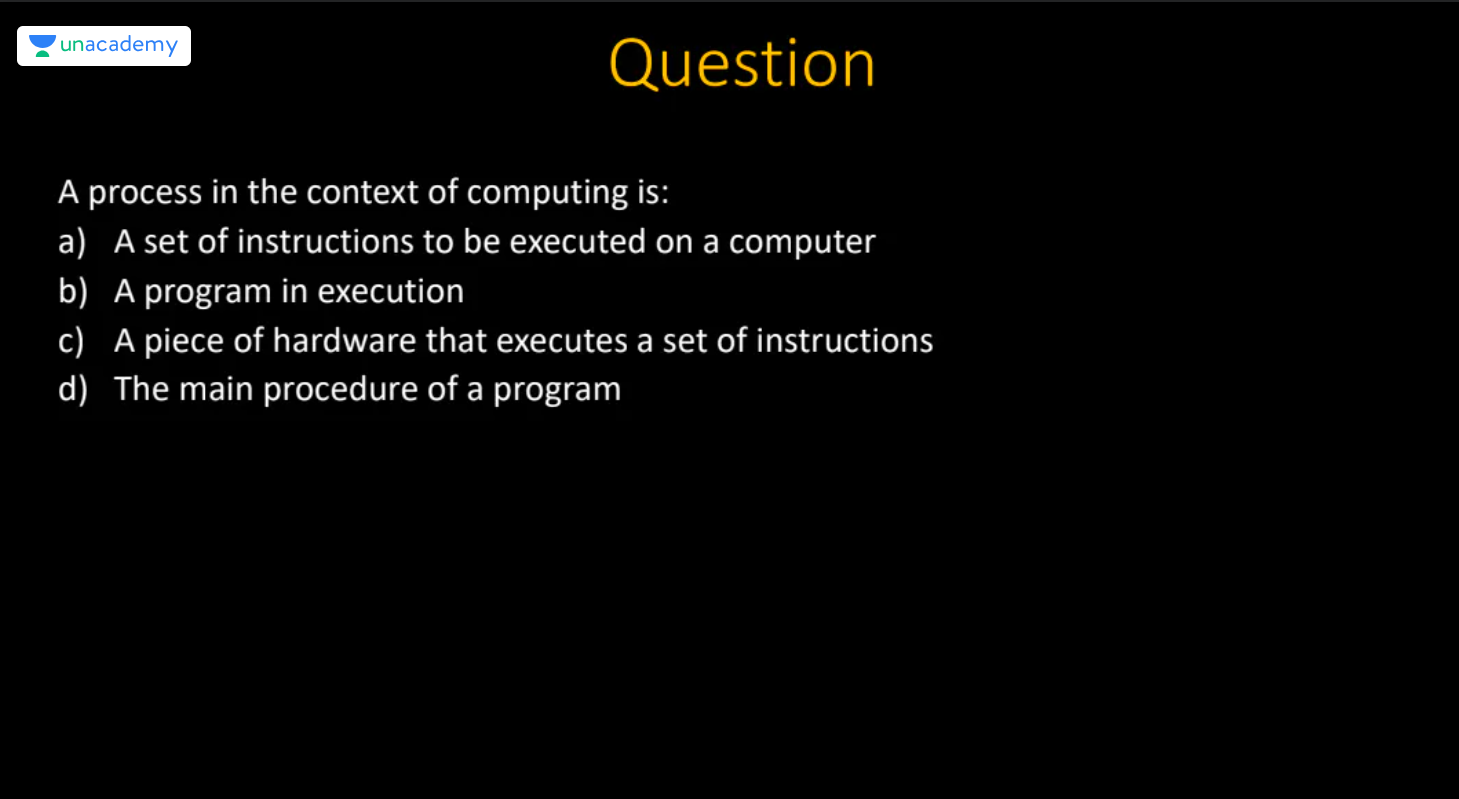 unacademy
Question
A process in the context of computing is:
a) A set of instructions to be executed on a computer
b) A program in execution
c) A piece of hardware that executes a set of instructions
d) The main procedure of a program